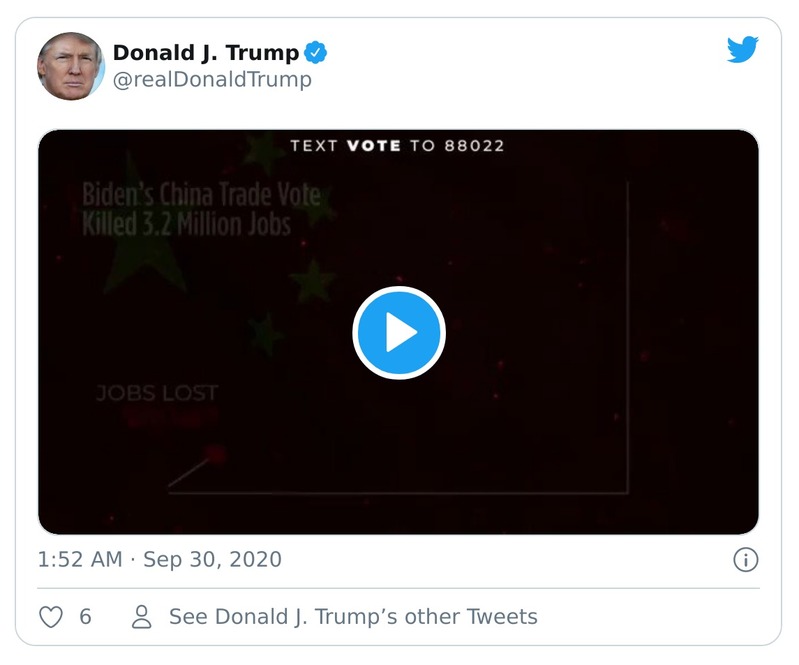 Donald J. Trump
@realDonaldTrump
TEXT VOTE TO 88022
Biden's China Trade Vote
Killed 3.2 Million Jobs
JOBS LOST
1:52 AM · Sep 30, 2020
6
See Donald J. Trump’s other Tweets